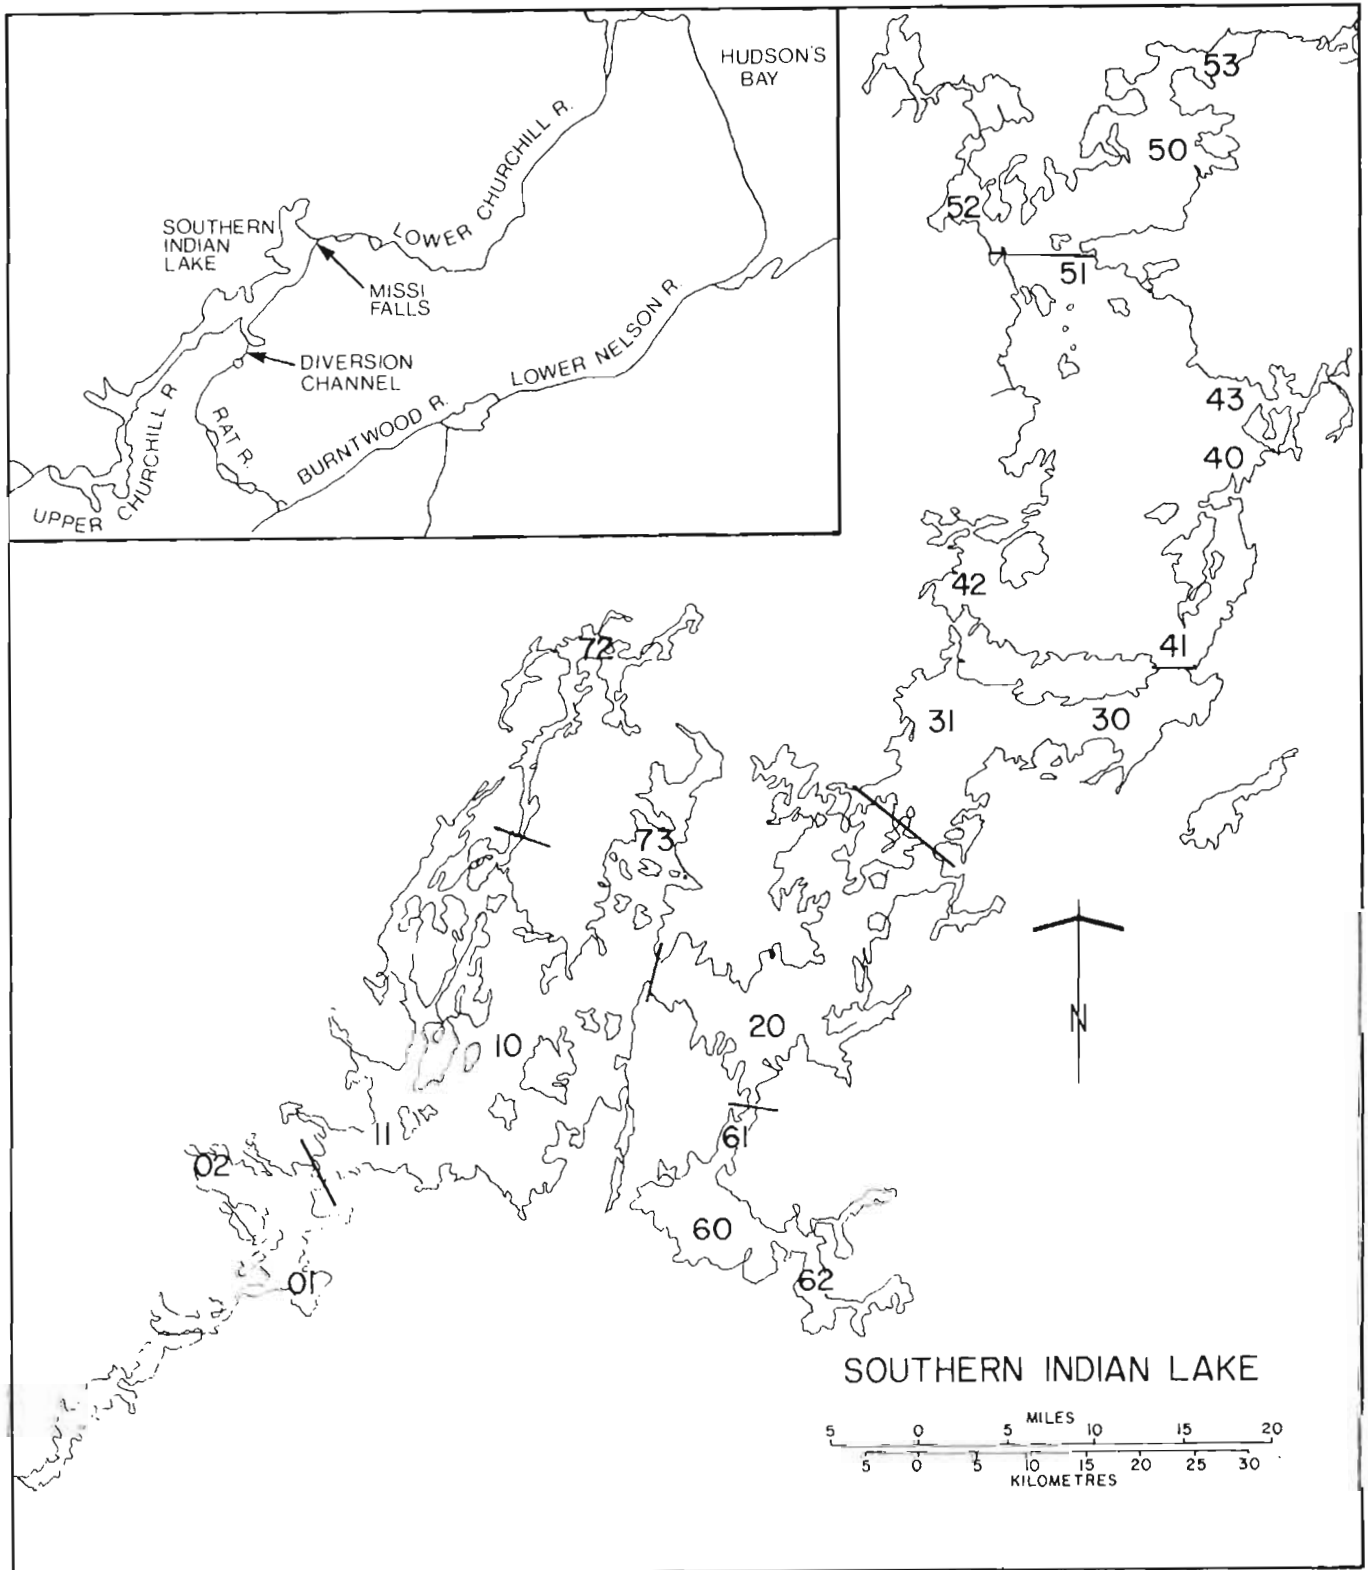 HUDSON'S
BAY
LOWER CHURCHILL R.
SOUTHERN
INDIAN
LAKE
MISSI
FALLS
DIVERSION
CHANNEL
LOWER NELSON R.
RAT R.
BURNTWOOD R.
UPPER CHURCHILL R
53
50
52
51
43
40
42
41
31
30
72
73
20
10
11
61
02
60
01
62
N
SOUTHERN INDIAN LAKE
MILES
5 0 5 10 15 20
5 0 5 10 15 20 25 30
KILOMETRES